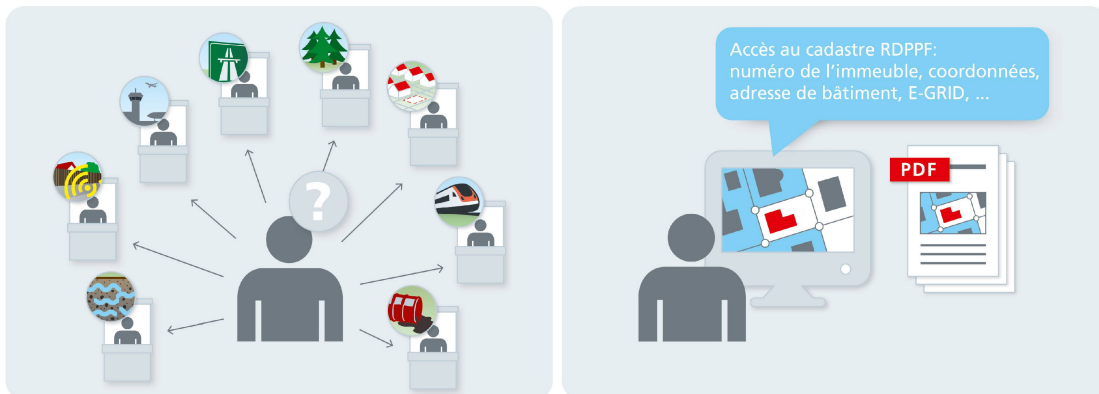 ?
Accès au cadastre RDPPF:
numéro de l'immeuble, coordonnées,
adresse de bâtiment, E-GRID, ...
PDF